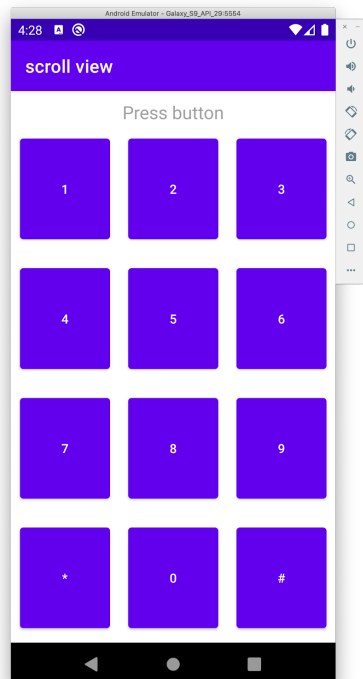 Android Emulator - Galaxy_S9_API_29:5554
4:28 A
scroll view
Press button
1 2 3
4 5 6
7 8 9
* 0 #